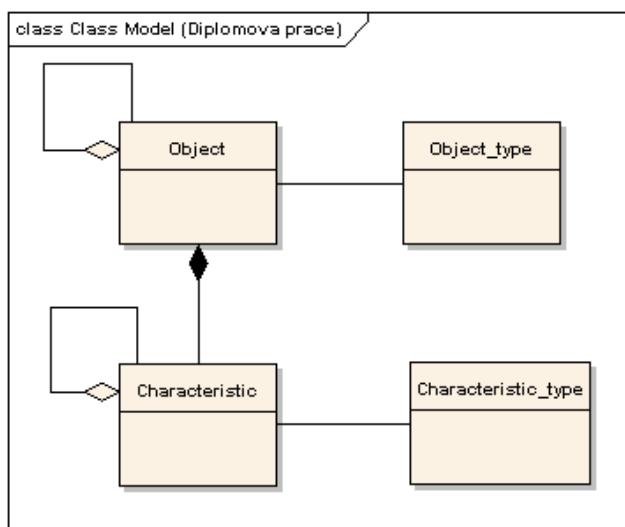 class Class Model (Diplomova prace)
Object
Object_type
Characteristic
Characteristic_type